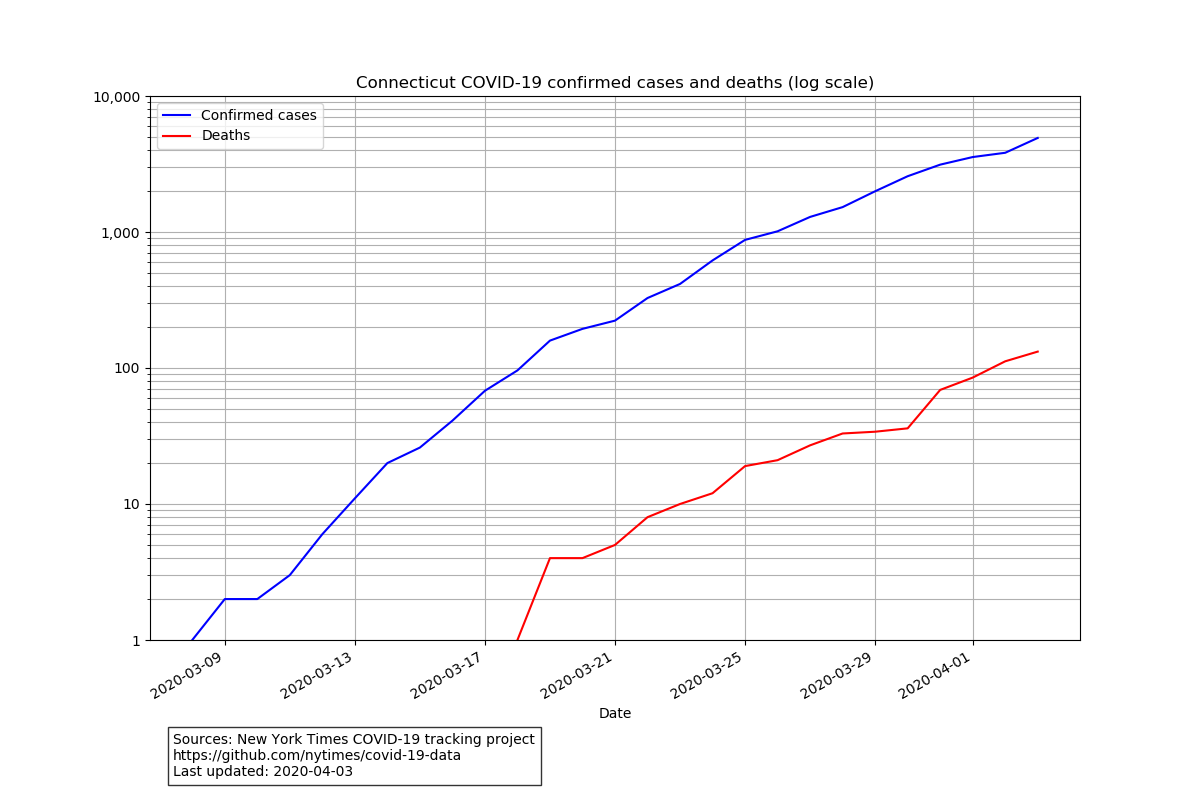 Connecticut COVID-19 confirmed cases and deaths (log scale)
10,000
1,000
100
10
1
Confirmed cases
Deaths
2020-03-09
2020-03-13
2020-03-17
2020-03-21
2020-03-25
2020-03-29
2020-04-01
Date
Sources: New York Times COVID-19 tracking project
https://github.com/nytimes/covid-19-data
Last updated: 2020-04-03